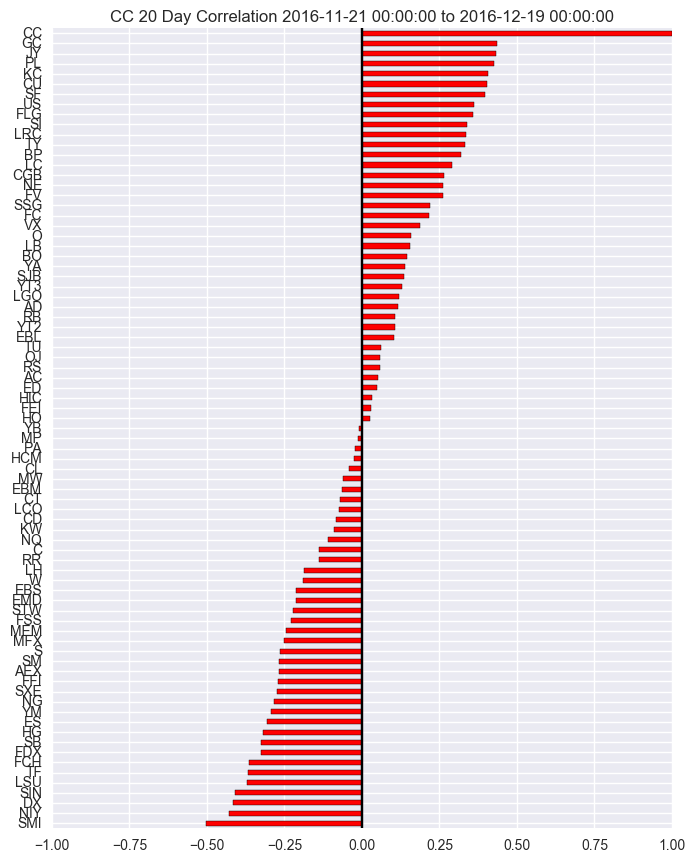 CC 20 Day Correlation 2016-11-21 00:00:00 to 2016-12-19 00:00:00
CC
GC
JY
PL
KC
CU
SF
US
FLG
SI
LRC
TY
BP
LC
CGB
NE
FV
SSG
FC
VX
O
LB
BO
YA
SJB
YT3
LGO
AD
RB
YT2
EBL
TU
OJ
RS
AC
ED
HIC
FEI
HO
YB
MP
PA
HCM
CL
MW
EBM
CT
LCO
CD
KW
NQ
C
RR
LH
W
EBS
EMD
STW
FSS
MEM
MFX
S
SM
AEX
FFI
SXE
NG
YM
ES
HG
SB
FDX
FCH
TF
LSU
SIN
DX
NIY
SMI
−1.00 −0.75 −0.50 −0.25 0.00 0.25 0.50 0.75 1.00